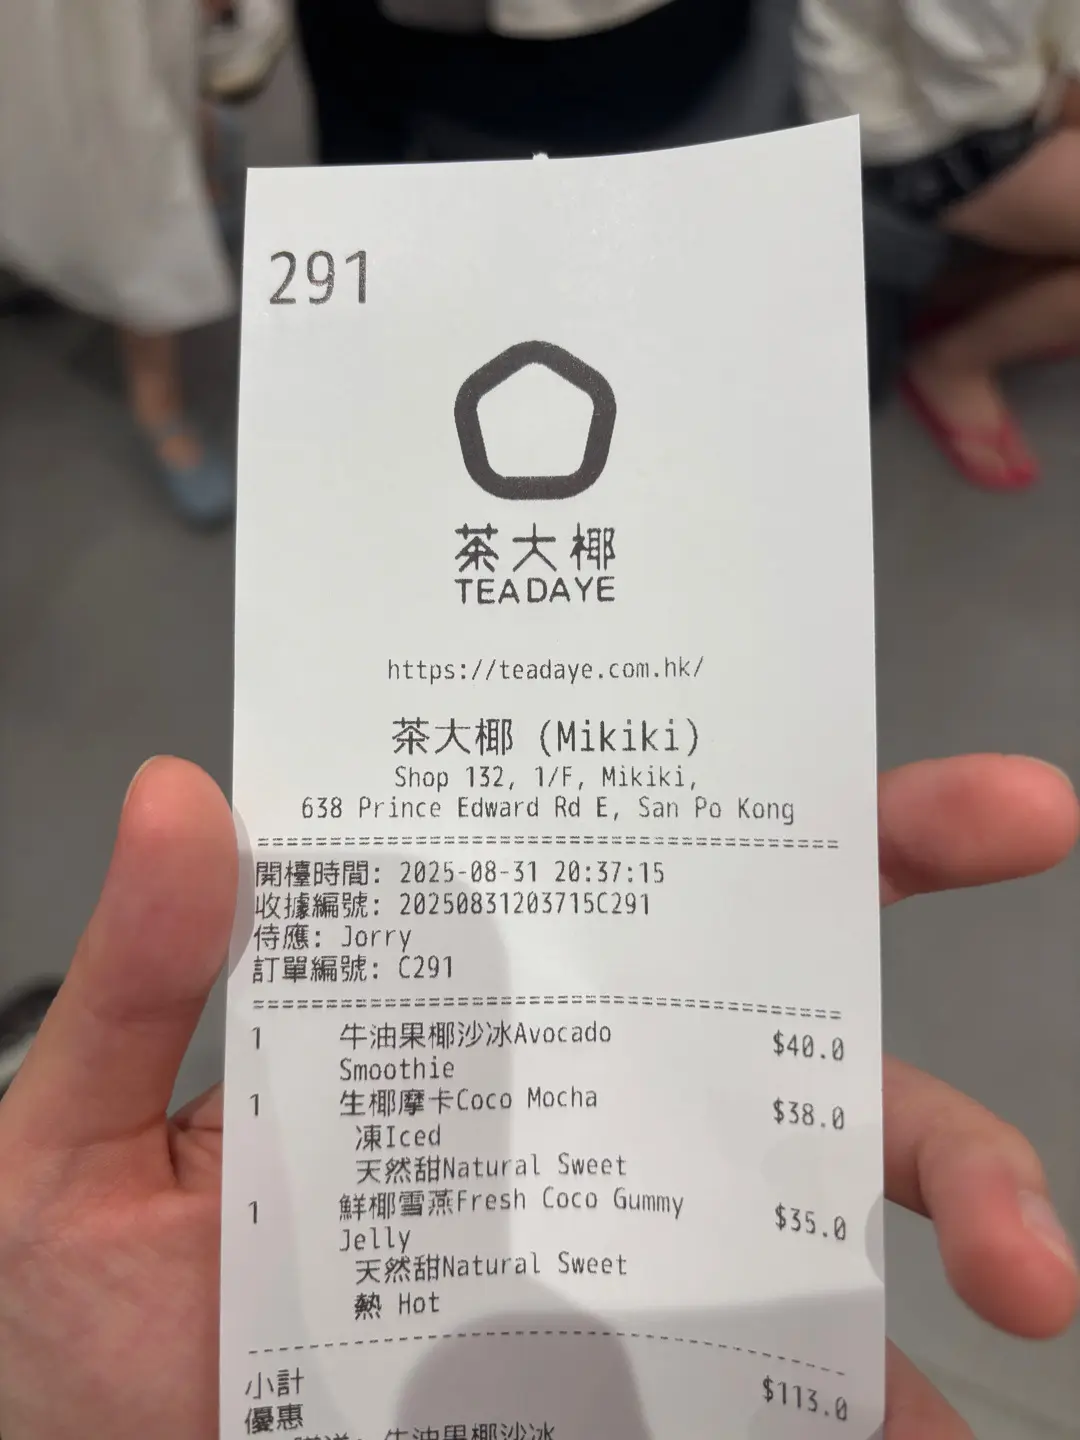 291
茶大椰
TEADAYE
https://teadaye.com.hk/
茶大椰 (Mikiki)
Shop 132, 1/F, Mikiki,
638 Prince Edward Rd E, San Po Kong
==========================================
開檯時間: 2025-08-31 20:37:15
收據編號: 20250831203715C291
侍應: Jorry
訂單編號: C291
==========================================
1 牛油果椰沙冰Avocado $40.0
Smoothie
1 生椰摩卡Coco Mocha $38.0
凍Iced
天然甜Natural Sweet
1 鮮椰雪燕Fresh Coco Gummy $35.0
Jelly
天然甜Natural Sweet
熱 Hot
------------------------------------------
小計 $113.0
優惠
牛油果椰沙冰